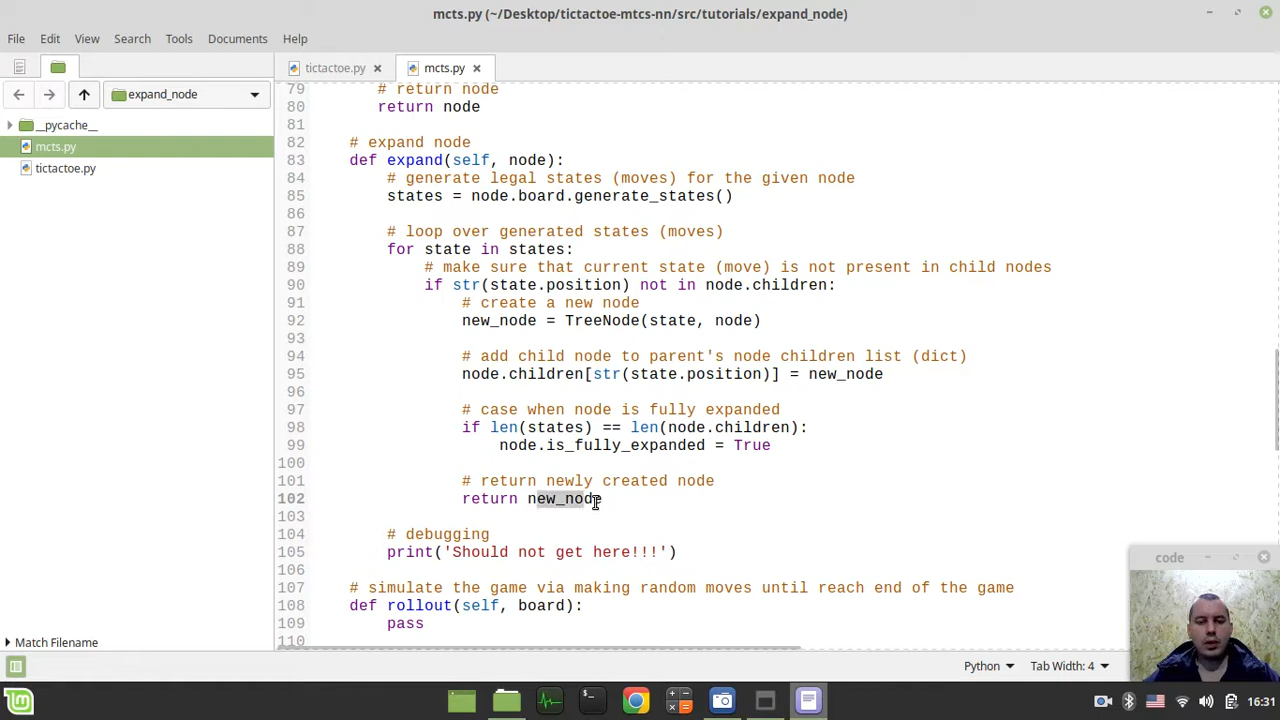 mcts.py (~/Desktop/tictactoe-mtcs-nn/src/tutorials/expand_node)
File Edit View Search Tools Documents Help
tictactoe.py mcts.py
expand_node
__pycache__
mcts.py
tictactoe.py
79 # return node
80 return node
81
82 # expand node
83 def expand(self, node):
84 # generate legal states (moves) for the given node
85 states = node.board.generate_states()
86
87 # loop over generated states (moves)
88 for state in states:
89 # make sure that current state (move) is not present in child nodes
90 if str(state.position) not in node.children:
91 # create a new node
92 new_node = TreeNode(state, node)
93
94 # add child node to parent's node children list (dict)
95 node.children[str(state.position)] = new_node
96
97 # case when node is fully expanded
98 if len(states) == len(node.children):
99 node.is_fully_expanded = True
100
101 # return newly created node
102 return new_node
103
104 # debugging
105 print('Should not get here!!!')
106
107 # simulate the game via making random moves until reach end of the game
108 def rollout(self, board):
109 pass
110
code
Match Filename
Python Tab Width: 4
16:31